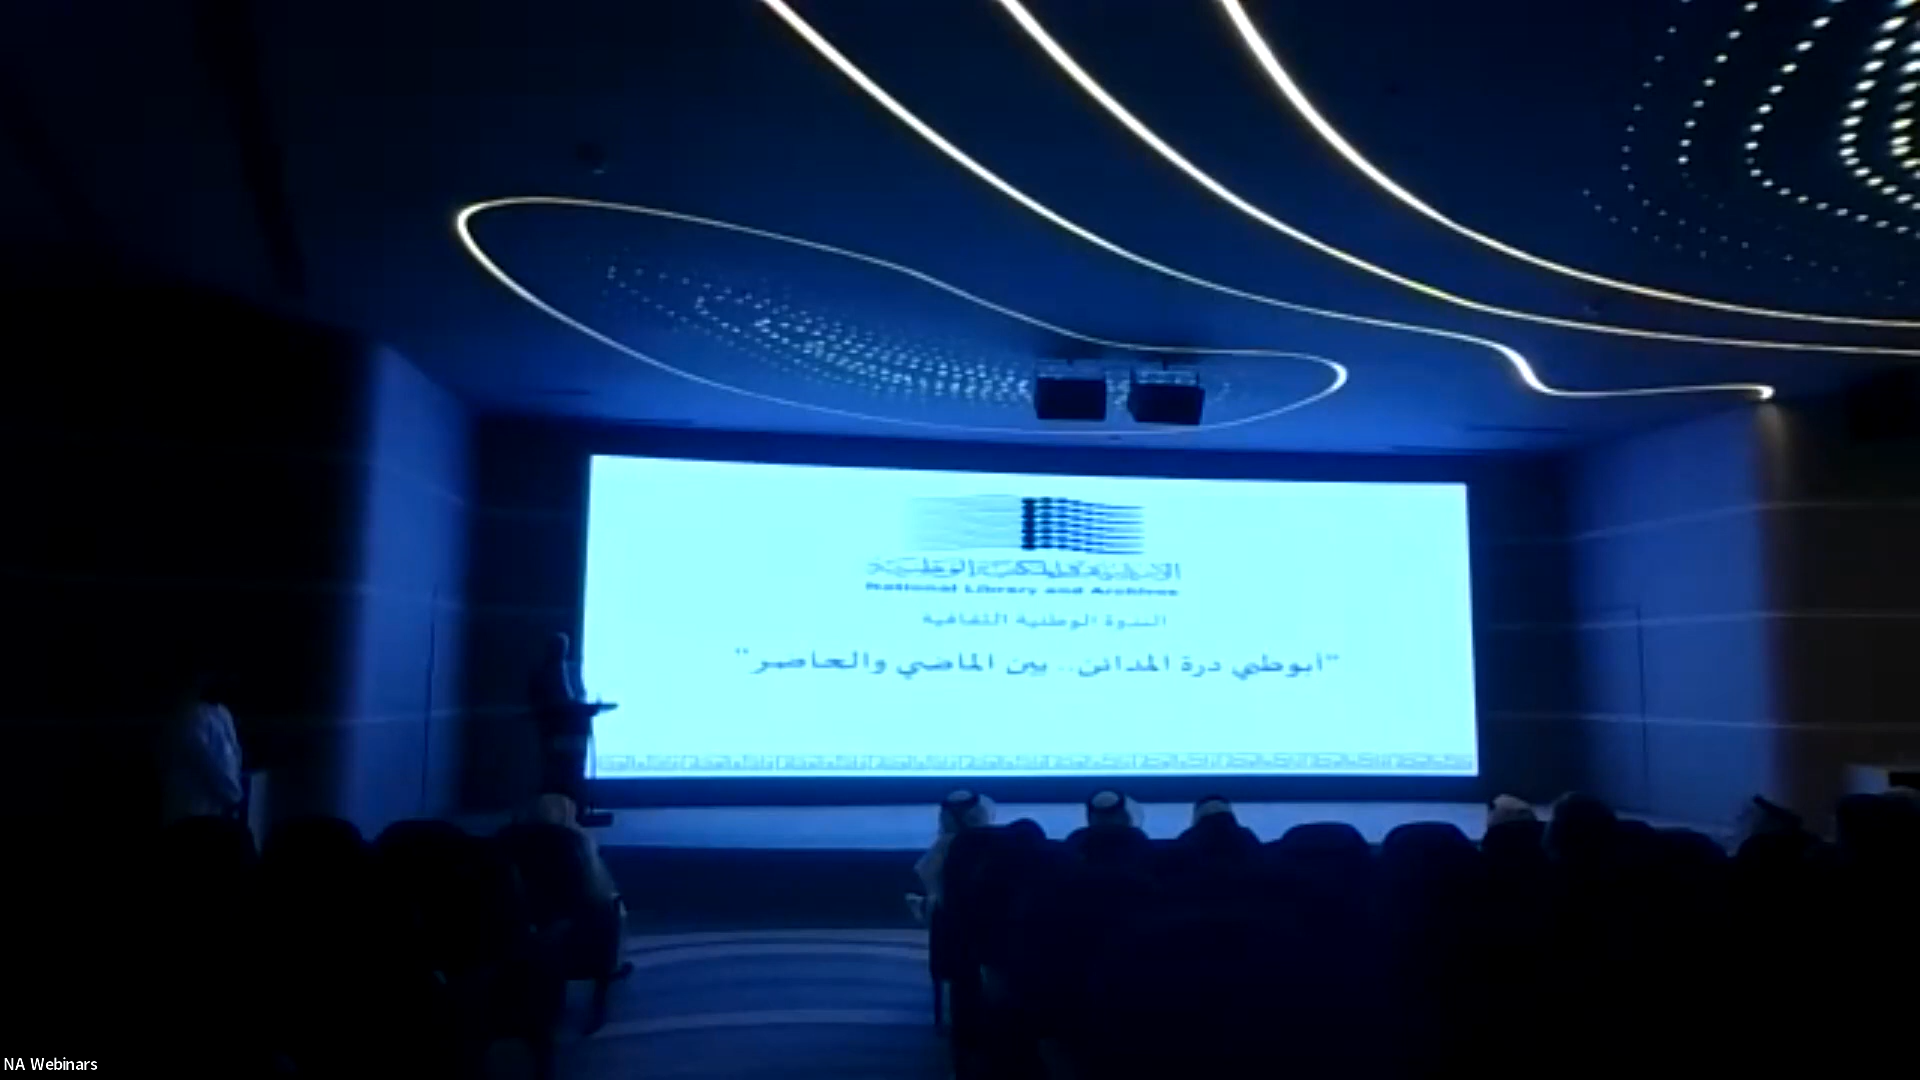 الأرشيف والمكتبة الوطنية
National Library and Archives
الندوة الوطنية الثقافية
"أبوظبي درة المدائن.. بين الماضي والحاضر"
NA Webinars